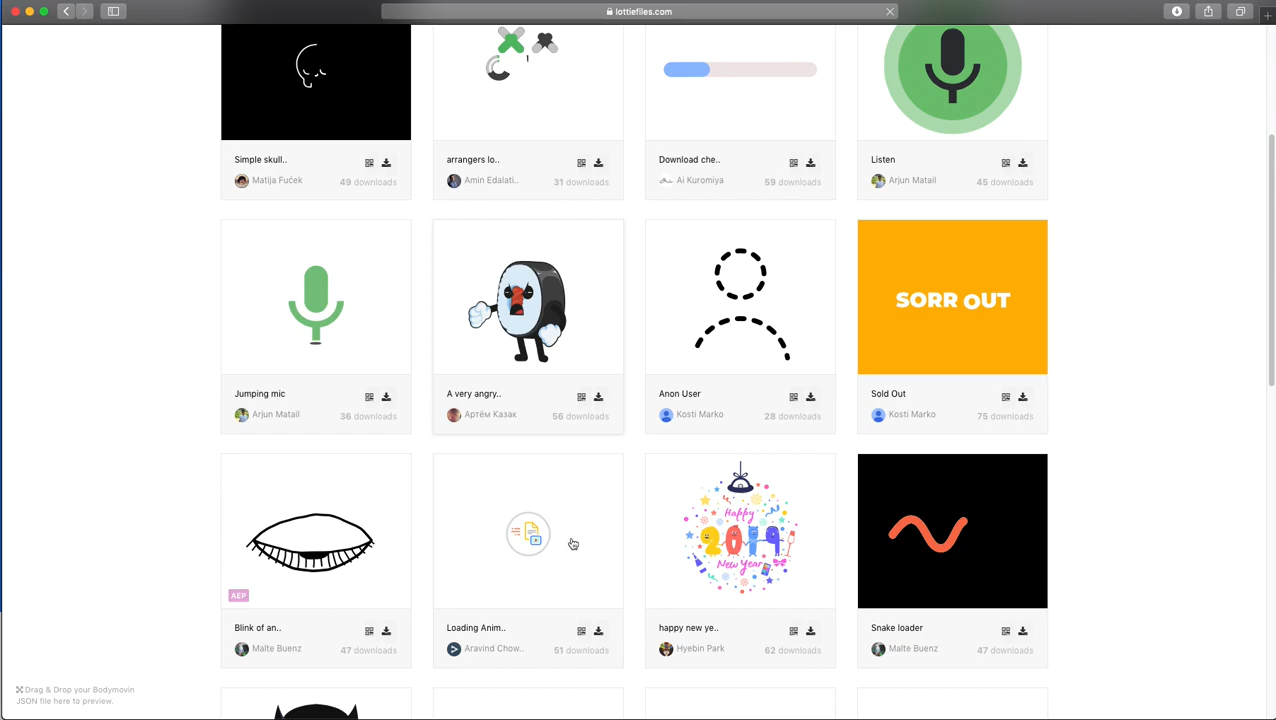 lottiefiles.com
Simple skull..
Matija Fuček
49 downloads
arrangers lo..
Amin Edalati..
31 downloads
Download che..
Ai Kuromiya
59 downloads
Listen
Arjun Matail
45 downloads
SORR OUT
Jumping mic
Arjun Matail
36 downloads
A very angry..
Артём Казак
56 downloads
Anon User
Kosti Marko
28 downloads
Sold Out
Kosti Marko
75 downloads
AEP
Happy
2019
New Year
Blink of an..
Malte Buenz
47 downloads
Loading Anim..
Aravind Chow..
51 downloads
happy new ye..
Hyebin Park
62 downloads
Snake loader
Malte Buenz
47 downloads
Drag & Drop your Bodymovin
JSON file here to preview.